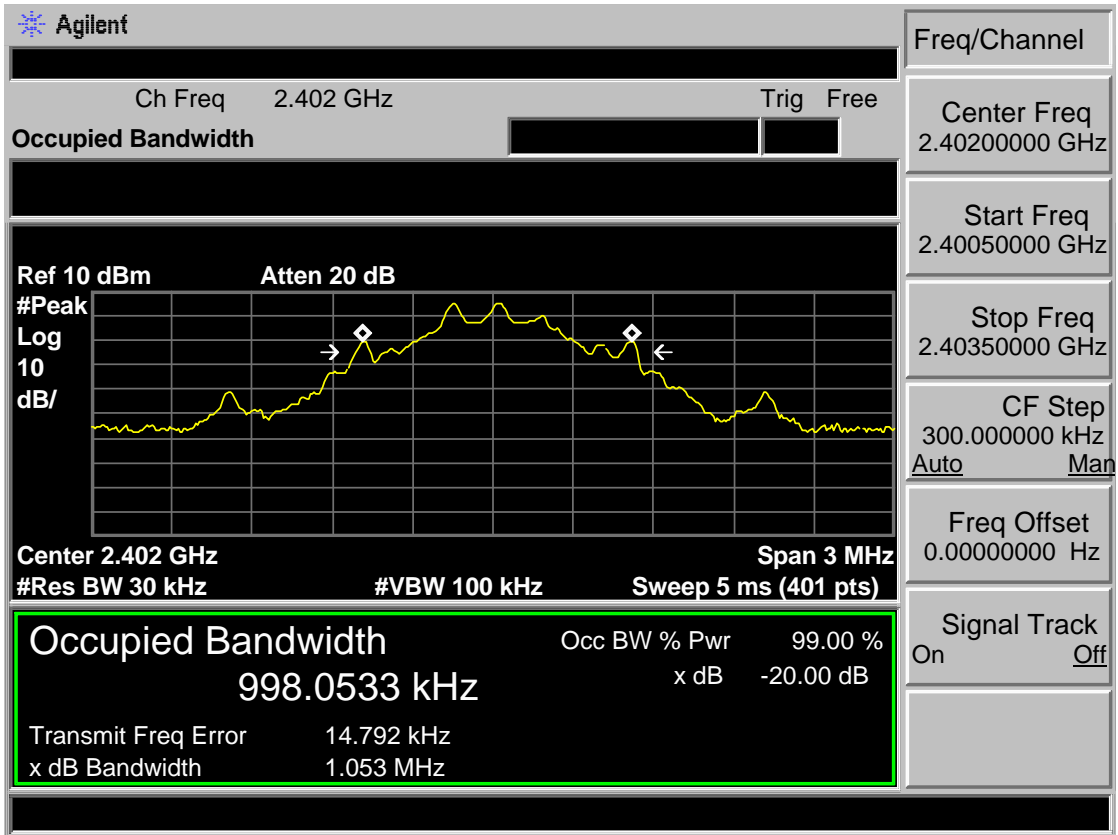 Agilent
Freq/Channel
Ch Freq 2.402 GHz Trig Free
Occupied Bandwidth
Center Freq
2.40200000 GHz
Start Freq
2.40050000 GHz
Ref 10 dBm Atten 20 dB
#Peak
Log
10
dB/
Stop Freq
2.40350000 GHz
CF Step
300.000000 kHz
Auto Man
Freq Offset
0.00000000 Hz
Center 2.402 GHz Span 3 MHz
#Res BW 30 kHz #VBW 100 kHz Sweep 5 ms (401 pts)
Signal Track
On Off
Occupied Bandwidth
998.0533 kHz
Occ BW % Pwr 99.00 %
x dB -20.00 dB
Transmit Freq Error 14.792 kHz
x dB Bandwidth 1.053 MHz